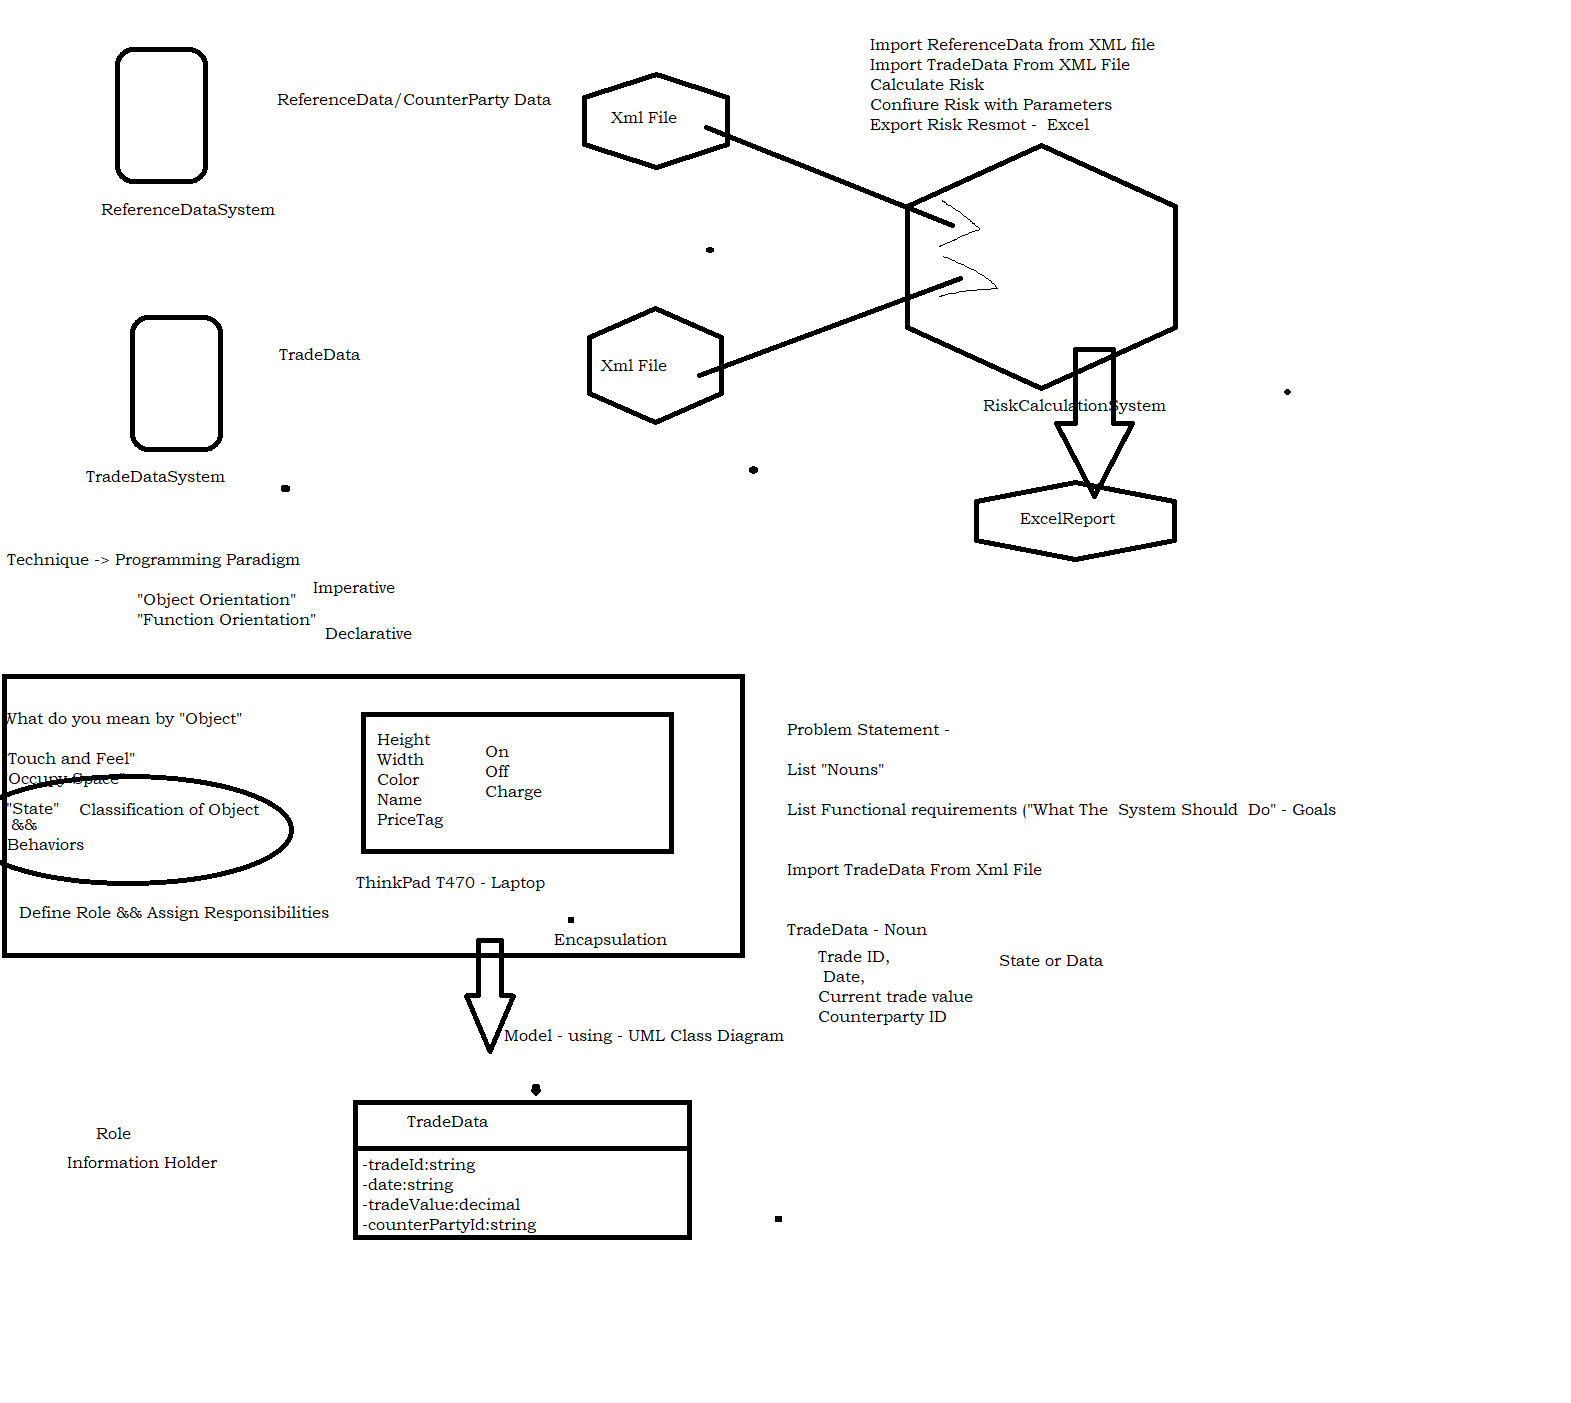 Import ReferenceData from XML file
Import TradeData From XML File
Calculate Risk
Confiure Risk with Parameters
Export Risk Resmot -  Excel
ReferenceData/CounterParty Data
Xml File
ReferenceDataSystem
TradeData
Xml File
RiskCalculationSystem
TradeDataSystem
ExcelReport
Technique -> Programming Paradigm
Imperative
"Object Orientation"
"Function Orientation"
Declarative
What do you mean by "Object"
Touch and Feel"
Occupy Space"
"State"
&&
Behaviors
Classification of Object
Define Role && Assign Responsibilities
Height
Width
Color
Name
PriceTag
On
Off
Charge
ThinkPad T470 - Laptop
Encapsulation
Problem Statement -
List "Nouns"
List Functional requirements ("What The  System Should  Do" - Goals
Import TradeData From Xml File
TradeData - Noun
Trade ID,
Date,
Current trade value
Counterparty ID
State or Data
Model - using - UML Class Diagram
Role
Information Holder
TradeData
-tradeId:string
-date:string
-tradeValue:decimal
-counterPartyId:string